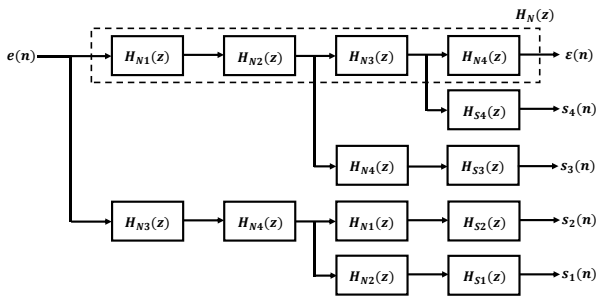 H_N(z)
e(n) H_N1(z) H_N2(z) H_N3(z) H_N4(z) ε(n)
H_S4(z) s_4(n)
H_N4(z) H_S3(z) s_3(n)
H_N3(z) H_N4(z) H_N1(z) H_S2(z) s_2(n)
H_N2(z) H_S1(z) s_1(n)